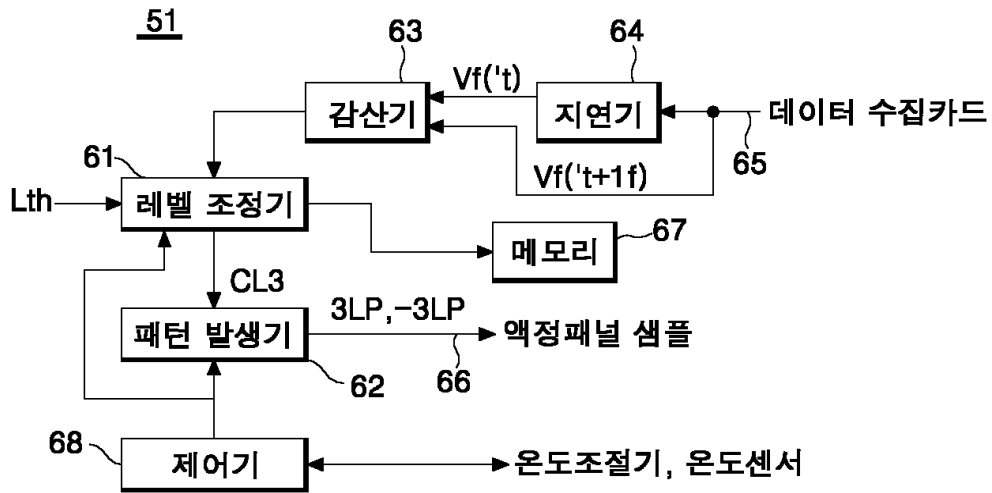 51
63
64
Vf('t)
감산기
지연기
데이터 수집카드
65
61
Vf('t+1f)
Lth
레벨 조정기
67
메모리
CL3
3LP,-3LP
패턴 발생기
액정패널 샘플
62
66
68
제어기
온도조절기, 온도센서